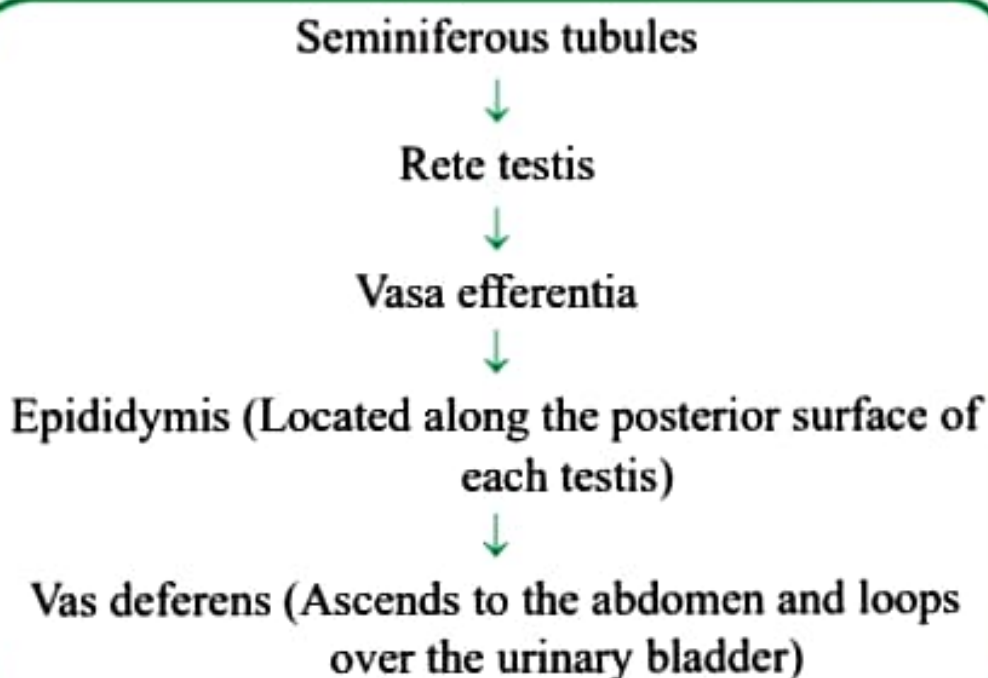 Seminiferous tubules
↓
Rete testis
↓
Vasa efferentia
↓
Epididymis (Located along the posterior surface of
each testis)
↓
Vas deferens (Ascends to the abdomen and loops
over the urinary bladder)